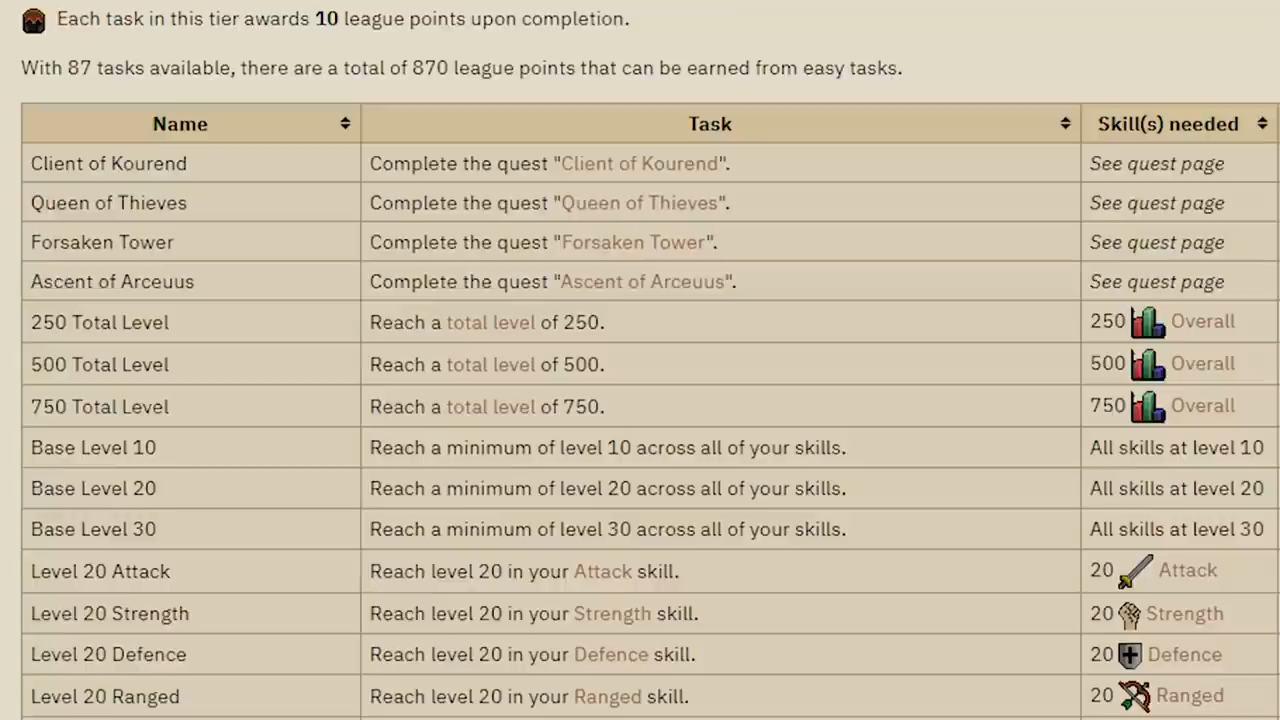 Each task in this tier awards 10 league points upon completion.
With 87 tasks available, there are a total of 870 league points that can be earned from easy tasks.
Name Task Skill(s) needed
Client of Kourend Complete the quest "Client of Kourend". See quest page
Queen of Thieves Complete the quest "Queen of Thieves". See quest page
Forsaken Tower Complete the quest "Forsaken Tower". See quest page
Ascent of Arceuus Complete the quest "Ascent of Arceuus". See quest page
250 Total Level Reach a total level of 250. 250 Overall
500 Total Level Reach a total level of 500. 500 Overall
750 Total Level Reach a total level of 750. 750 Overall
Base Level 10 Reach a minimum of level 10 across all of your skills. All skills at level 10
Base Level 20 Reach a minimum of level 20 across all of your skills. All skills at level 20
Base Level 30 Reach a minimum of level 30 across all of your skills. All skills at level 30
Level 20 Attack Reach level 20 in your Attack skill. 20 Attack
Level 20 Strength Reach level 20 in your Strength skill. 20 Strength
Level 20 Defence Reach level 20 in your Defence skill. 20 Defence
Level 20 Ranged Reach level 20 in your Ranged skill. 20 Ranged